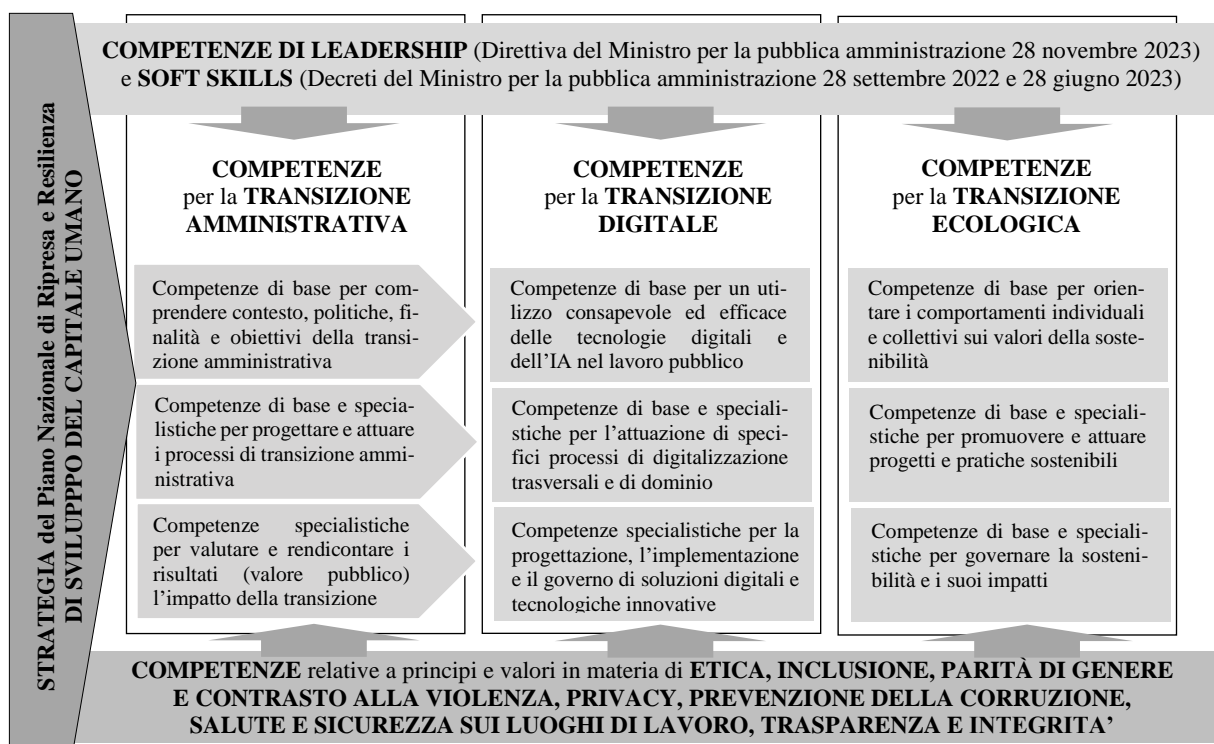 STRATEGIA del Piano Nazionale di Ripresa e Resilienza
DI SVILUPPO DEL CAPITALE UMANO
COMPETENZE DI LEADERSHIP (Direttiva del Ministro per la pubblica amministrazione 28 novembre 2023)
e SOFT SKILLS (Decreti del Ministro per la pubblica amministrazione 28 settembre 2022 e 28 giugno 2023)
COMPETENZE
per la TRANSIZIONE
AMMINISTRATIVA
Competenze di base per com-
prendere contesto, politiche, fi-
nalità e obiettivi della transi-
zione amministrativa
Competenze di base e specia-
listiche per progettare e attuare
i processi di transizione ammi-
nistrativa
Competenze specialistiche
per valutare e rendicontare i
risultati (valore pubblico)
l’impatto della transizione
COMPETENZE
per la TRANSIZIONE
DIGITALE
Competenze di base per un uti-
lizzo consapevole ed efficace
delle tecnologie digitali e
dell’IA nel lavoro pubblico
Competenze di base e speciali-
stiche per l’attuazione di speci-
fici processi di digitalizzazione
trasversali e di dominio
Competenze specialistiche per la
progettazione, l’implementazione
e il governo di soluzioni digitali e
tecnologiche innovative
COMPETENZE
per la TRANSIZIONE
ECOLOGICA
Competenze di base per orien-
tare i comportamenti individuali
e collettivi sui valori della soste-
nibilità
Competenze di base e speciali-
stiche per promuovere e attuare
progetti e pratiche sostenibili
Competenze di base e speciali-
stiche per governare la sosteni-
bilità e i suoi impatti
COMPETENZE relative a principi e valori in materia di ETICA, INCLUSIONE, PARITÀ DI GENERE
E CONTRASTO ALLA VIOLENZA, PRIVACY, PREVENZIONE DELLA CORRUZIONE,
SALUTE E SICUREZZA SUI LUOGHI DI LAVORO, TRASPARENZA E INTEGRITA’